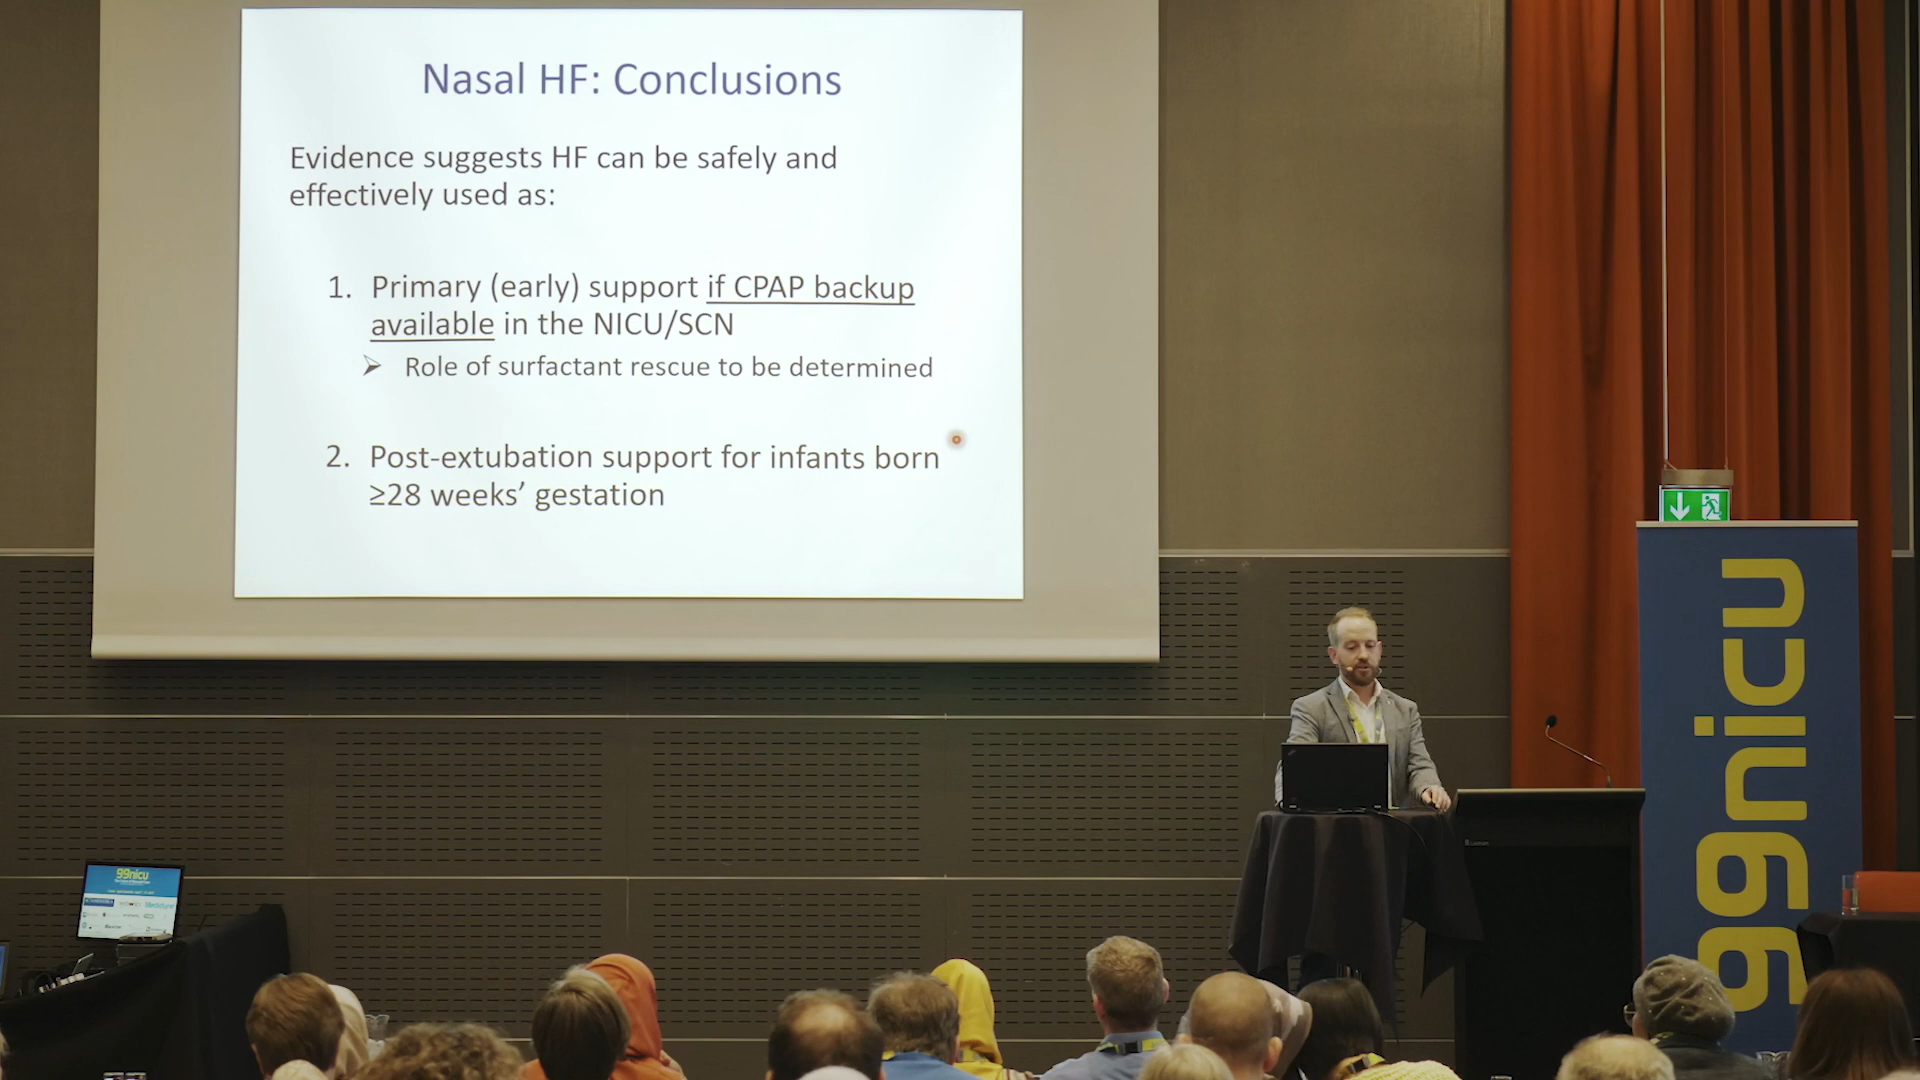 Nasal HF: Conclusions
Evidence suggests HF can be safely and
effectively used as:
1. Primary (early) support if CPAP backup
available in the NICU/SCN
➢ Role of surfactant rescue to be determined
2. Post-extubation support for infants born
≥28 weeks’ gestation
99nicu
99nicu